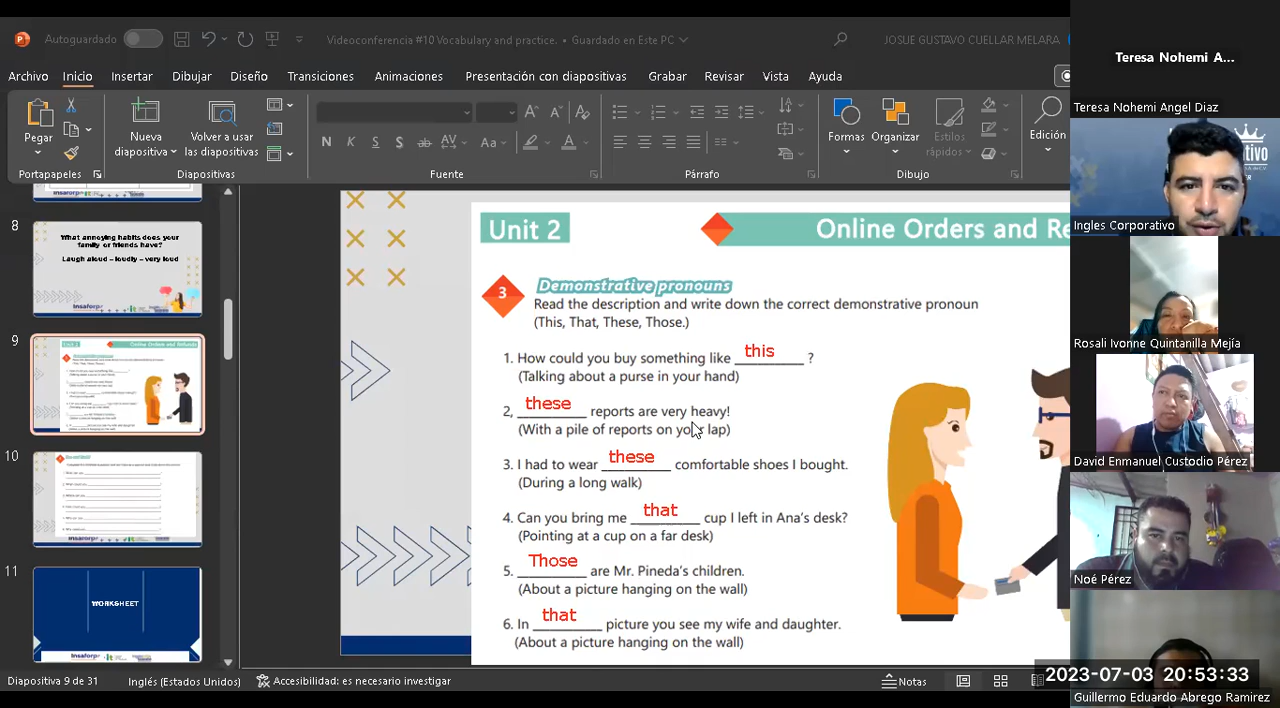 Autoguardado
Videoconferencia #10 Vocabulary and practice. • Guardado en Este PC
JOSUE GUSTAVO CUELLAR MELARA
Archivo Inicio Insertar Dibujar Diseño Transiciones Animaciones Presentación con diapositivas Grabar Revisar Vista Ayuda
Pegar
Nueva diapositiva
Volver a usar las diapositivas
N K S S ab AV Aa A
Formas
Organizar
Estilos rápidos
Edición
Portapapeles Diapositivas Fuente Párrafo Dibujo
8
What annoying habits does your
family or friends have?
Laugh aloud – loudly – very loud
Insaforp
9
10
11
WORKSHEET
Unit 2
Online Orders and Re
3
Demonstrative pronouns
Read the description and write down the correct demonstrative pronoun
(This, That, These, Those.)
1. How could you buy something like this ?
(Talking about a purse in your hand)
2, these reports are very heavy!
(With a pile of reports on your lap)
3. I had to wear these comfortable shoes I bought.
(During a long walk)
4. Can you bring me that cup I left in Ana's desk?
(Pointing at a cup on a far desk)
5. Those are Mr. Pineda's children.
(About a picture hanging on the wall)
6. In that picture you see my wife and daughter.
(About a picture hanging on the wall)
Diapositiva 9 de 31 Inglés (Estados Unidos) Accesibilidad: es necesario investigar
Notas
Teresa Nohemi A...
Teresa Nohemi Angel Diaz
Ingles Corporativo
Rosali Ivonne Quintanilla Mejía
David Enmanuel Custodio Pérez
Noé Pérez
2023-07-03 20:53:33
Guillermo Eduardo Abrego Ramirez